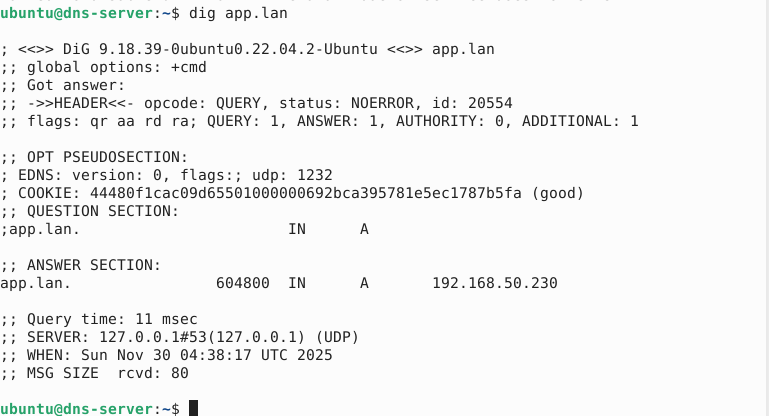 ubuntu@dns-server:~$ dig app.lan

; <<>> DiG 9.18.39-0ubuntu0.22.04.2-Ubuntu <<>> app.lan
;; global options: +cmd
;; Got answer:
;; ->>HEADER<<- opcode: QUERY, status: NOERROR, id: 20554
;; flags: qr aa rd ra; QUERY: 1, ANSWER: 1, AUTHORITY: 0, ADDITIONAL: 1

;; OPT PSEUDOSECTION:
; EDNS: version: 0, flags:; udp: 1232
; COOKIE: 44480f1cac09d65501000000692bca395781e5ec1787b5fa (good)
;; QUESTION SECTION:
;app.lan.                       IN      A

;; ANSWER SECTION:
app.lan.                604800  IN      A       192.168.50.230

;; Query time: 11 msec
;; SERVER: 127.0.0.1#53(127.0.0.1) (UDP)
;; WHEN: Sun Nov 30 04:38:17 UTC 2025
;; MSG SIZE  rcvd: 80

ubuntu@dns-server:~$